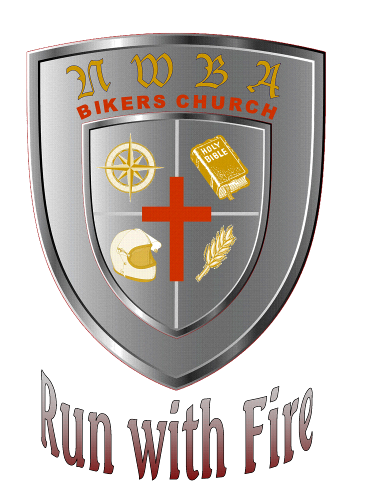 NWBA
BIKERS CHURCH
HOLY
BIBLE
Run with Fire